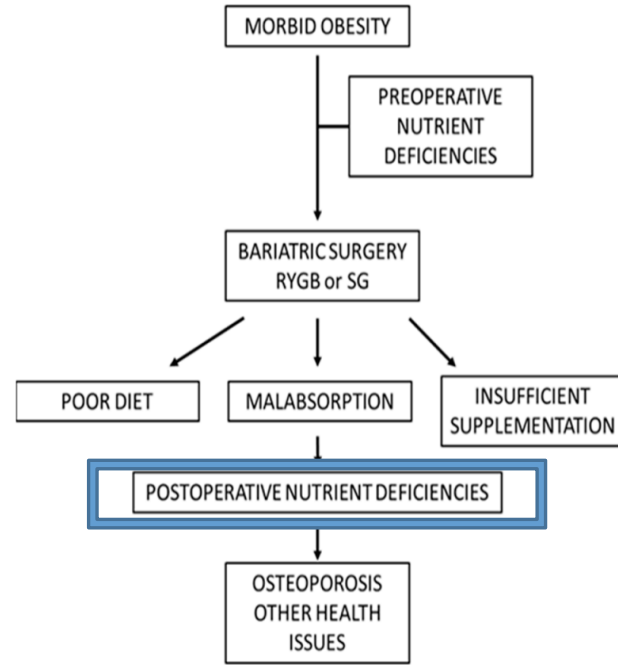 MORBID OBESITY
PREOPERATIVE
NUTRIENT
DEFICIENCIES
BARIATRIC SURGERY
RYGB or SG
POOR DIET
MALABSORPTION
INSUFFICIENT
SUPPLEMENTATION
POSTOPERATIVE NUTRIENT DEFICIENCIES
OSTEOPOROSIS
OTHER HEALTH
ISSUES